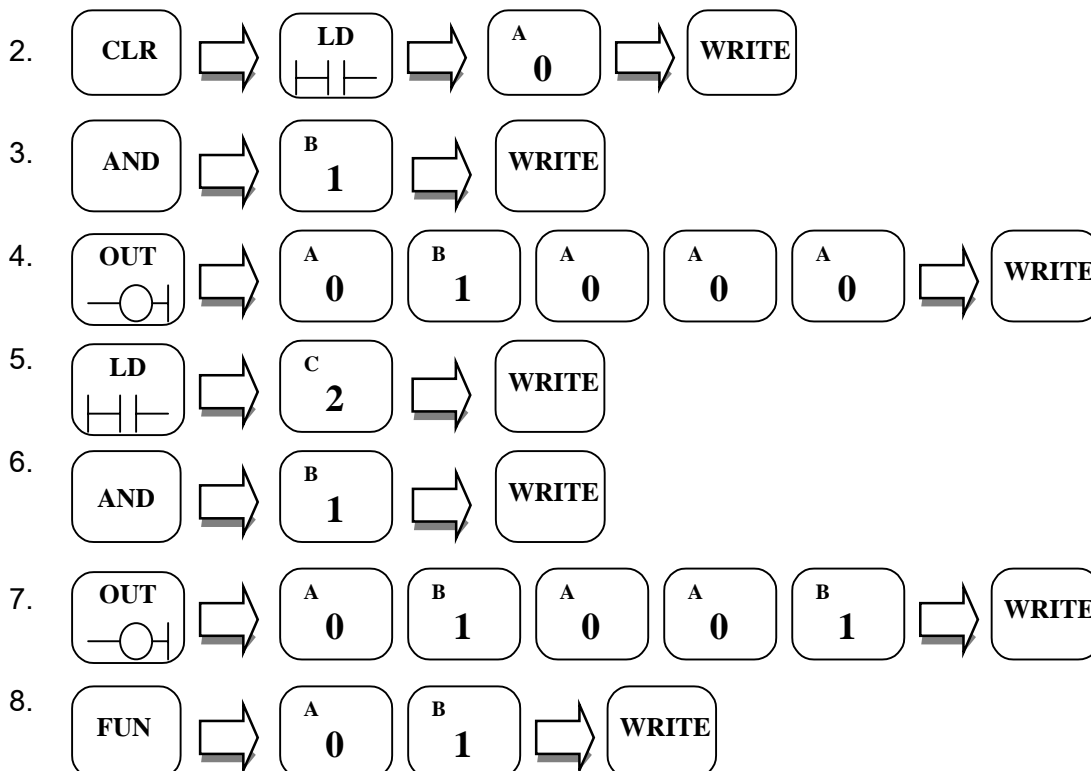 2. CLR LD A 0 WRITE
3. AND B 1 WRITE
4. OUT A 0 B 1 A 0 A 0 A 0 WRITE
5. LD C 2 WRITE
6. AND B 1 WRITE
7. OUT A 0 B 1 A 0 A 0 B 1 WRITE
8. FUN A 0 B 1 WRITE